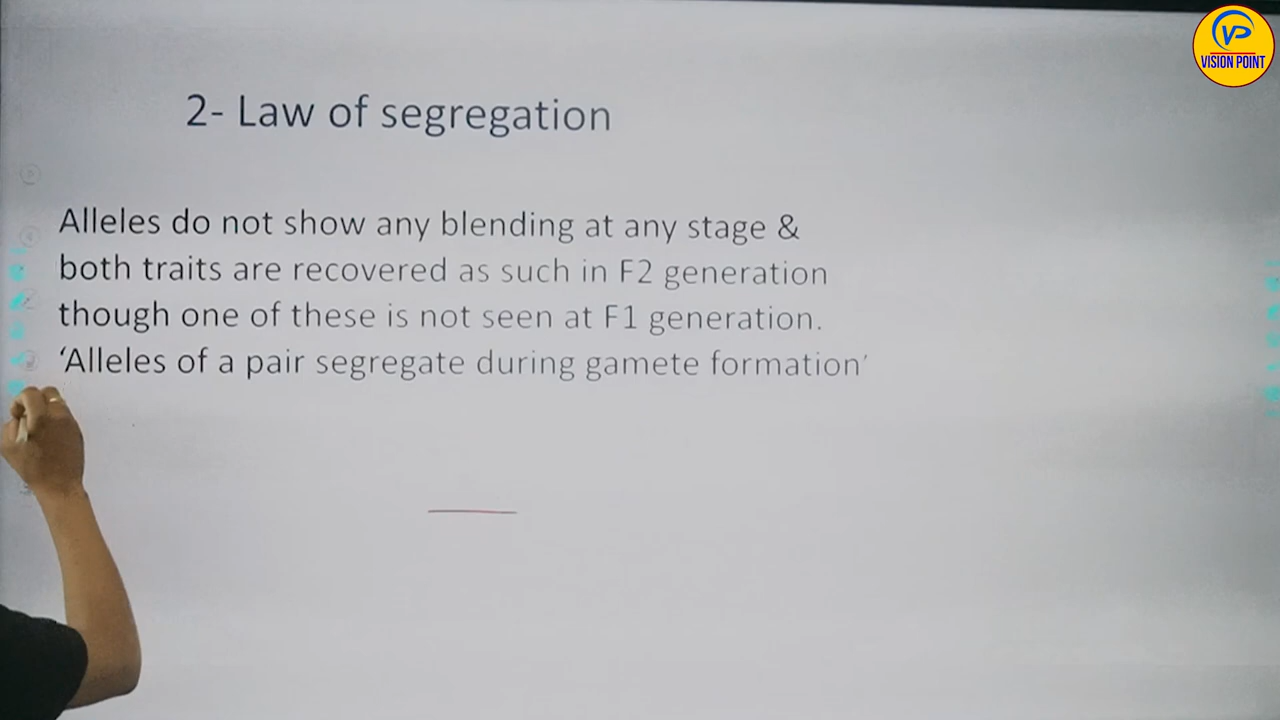 VP
VISION POINT
2- Law of segregation
Alleles do not show any blending at any stage &
both traits are recovered as such in F2 generation
though one of these is not seen at F1 generation.
‘Alleles of a pair segregate during gamete formation’